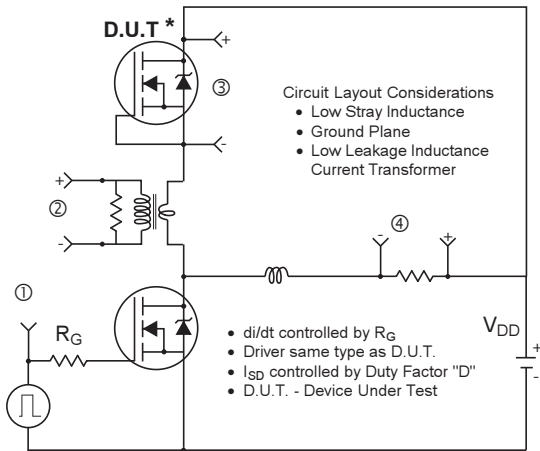 D.U.T *
+
③
-
Circuit Layout Considerations
• Low Stray Inductance
• Ground Plane
• Low Leakage Inductance
Current Transformer
+
②
-
④
-
+
①
R_G
• di/dt controlled by R_G
• Driver same type as D.U.T.
• I_SD controlled by Duty Factor "D"
• D.U.T. - Device Under Test
V_DD
+
-